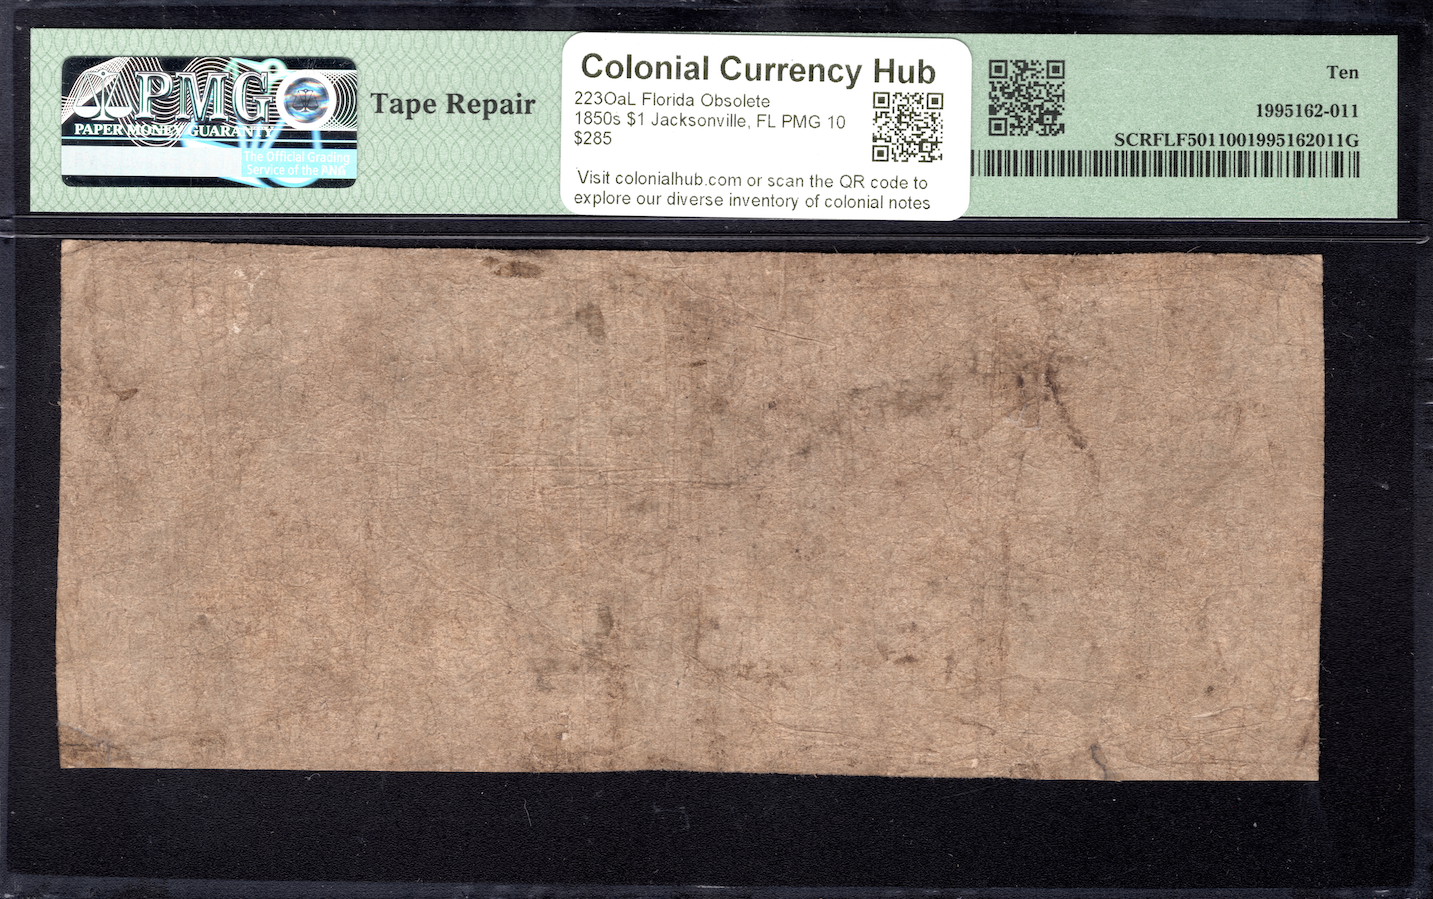 PMG
PAPER MONEY GUARANTY
The Official Grading
Service of the ANA
Tape Repair
Colonial Currency Hub
223OaL Florida Obsolete
1850s $1 Jacksonville, FL PMG 10
$285
Visit colonialhub.com or scan the QR code to
explore our diverse inventory of colonial notes
Ten
1995162-011
SCRFLF5011001995162011G